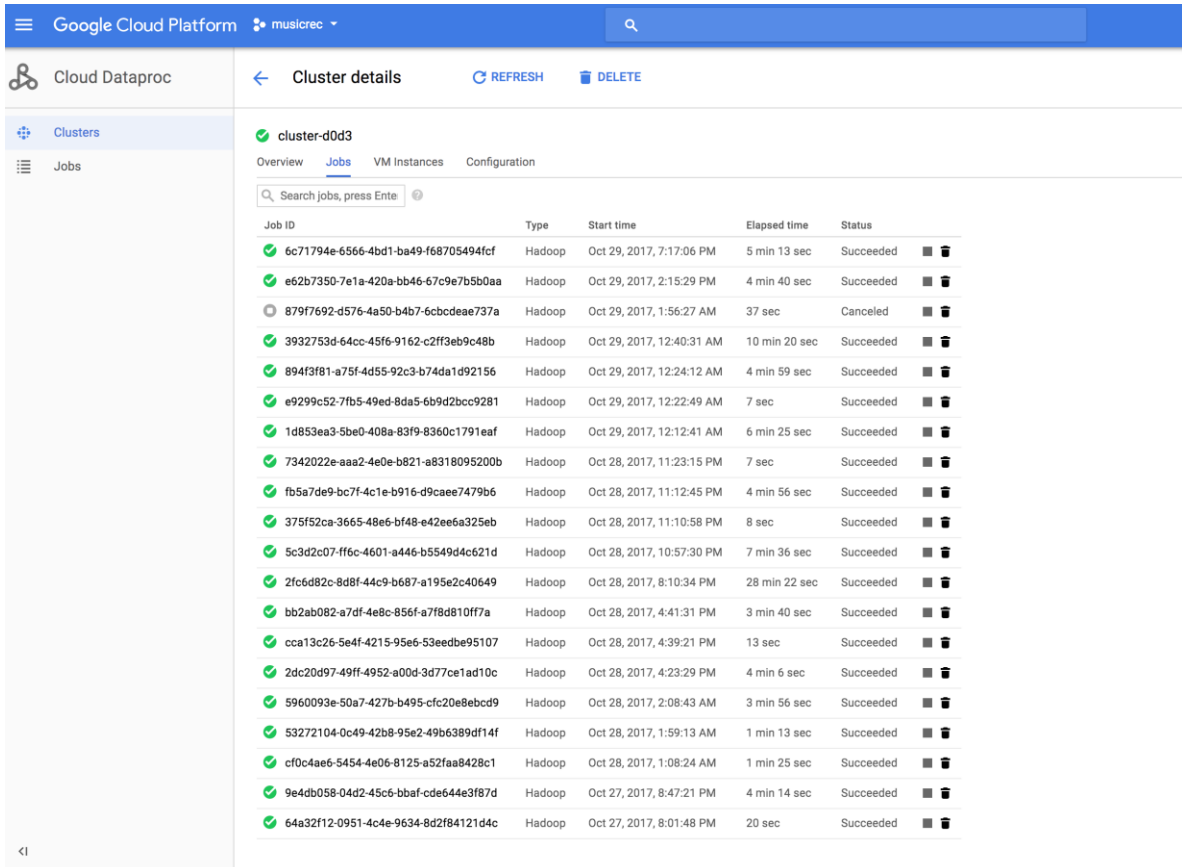 Google Cloud Platform musicrec
Cloud Dataproc
Cluster details REFRESH DELETE
Clusters
Jobs
cluster-d0d3
Overview Jobs VM Instances Configuration
Search jobs, press Ente
Job ID Type Start time Elapsed time Status
6c71794e-6566-4bd1-ba49-f68705494fcf Hadoop Oct 29, 2017, 7:17:06 PM 5 min 13 sec Succeeded
e62b7350-7e1a-420a-bb46-67c9e7b5b0aa Hadoop Oct 29, 2017, 2:15:29 PM 4 min 40 sec Succeeded
879f7692-d576-4a50-b4b7-6cbcdeae737a Hadoop Oct 29, 2017, 1:56:27 AM 37 sec Canceled
3932753d-64cc-45f6-9162-c2ff3eb9c48b Hadoop Oct 29, 2017, 12:40:31 AM 10 min 20 sec Succeeded
894f3f81-a75f-4d55-92c3-b74da1d92156 Hadoop Oct 29, 2017, 12:24:12 AM 4 min 59 sec Succeeded
e9299c52-7fb5-49ed-8da5-6b9d2bcc9281 Hadoop Oct 29, 2017, 12:22:49 AM 7 sec Succeeded
1d853ea3-5be0-408a-83f9-8360c1791eaf Hadoop Oct 29, 2017, 12:12:41 AM 6 min 25 sec Succeeded
7342022e-aaa2-4e0e-b821-a8318095200b Hadoop Oct 28, 2017, 11:23:15 PM 7 sec Succeeded
fb5a7de9-bc7f-4c1e-b916-d9caee7479b6 Hadoop Oct 28, 2017, 11:12:45 PM 4 min 56 sec Succeeded
375f52ca-3665-48e6-bf48-e42ee6a325eb Hadoop Oct 28, 2017, 11:10:58 PM 8 sec Succeeded
5c3d2c07-ff6c-4601-a446-b5549d4c621d Hadoop Oct 28, 2017, 10:57:30 PM 7 min 36 sec Succeeded
2fc6d82c-8d8f-44c9-b687-a195e2c40649 Hadoop Oct 28, 2017, 8:10:34 PM 28 min 22 sec Succeeded
bb2ab082-a7df-4e8c-856f-a7f8d810ff7a Hadoop Oct 28, 2017, 4:41:31 PM 3 min 40 sec Succeeded
cca13c26-5e4f-4215-95e6-53eedbe95107 Hadoop Oct 28, 2017, 4:39:21 PM 13 sec Succeeded
2dc20d97-49ff-4952-a00d-3d77ce1ad10c Hadoop Oct 28, 2017, 4:23:29 PM 4 min 6 sec Succeeded
5960093e-50a7-427b-b495-cfc20e8ebcd9 Hadoop Oct 28, 2017, 2:08:43 AM 3 min 56 sec Succeeded
53272104-0c49-42b8-95e2-49b6389df14f Hadoop Oct 28, 2017, 1:59:13 AM 1 min 13 sec Succeeded
cf0c4ae6-5454-4e06-8125-a52faa8428c1 Hadoop Oct 28, 2017, 1:08:24 AM 1 min 25 sec Succeeded
9e4db058-04d2-45c6-bbaf-cde644e3f87d Hadoop Oct 27, 2017, 8:47:21 PM 4 min 14 sec Succeeded
64a32f12-0951-4c4e-9634-8d2f84121d4c Hadoop Oct 27, 2017, 8:01:48 PM 20 sec Succeeded